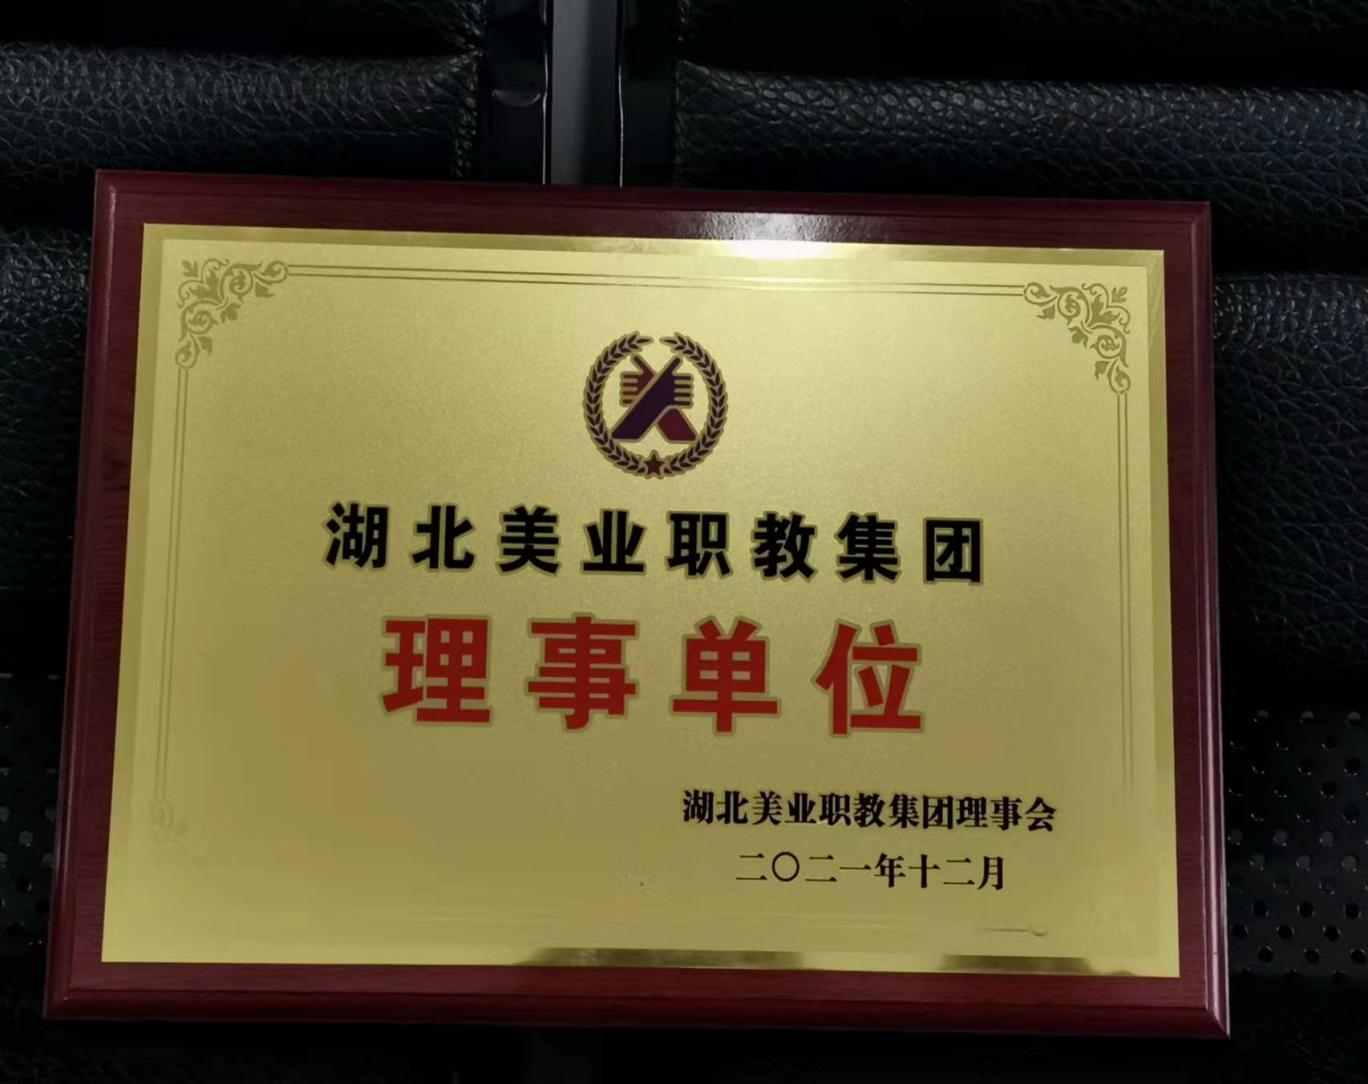 湖北美业职教集团
理事单位
湖北美业职教集团理事会
二〇二一年十二月